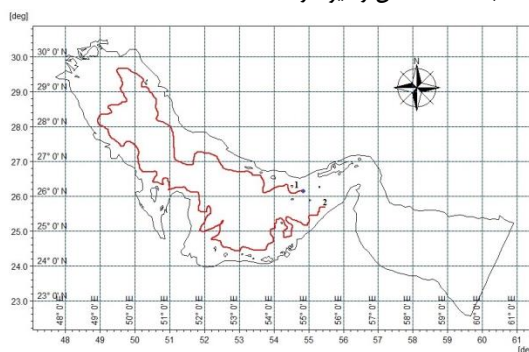 [deg]
N
30.0
30° 0' N
29.0
29° 0' N
28.0
28° 0' N
27.0
27° 0' N
26.0
26° 0' N
25.0
25° 0' N
24.0
24° 0' N
23.0
23° 0' N
1
2
48° 0' E
49° 0' E
50° 0' E
51° 0' E
52° 0' E
53° 0' E
54° 0' E
55° 0' E
56° 0' E
57° 0' E
58° 0' E
59° 0' E
60° 0' E
61° 0' E
48 49 50 51 52 53 54 55 56 57 58 59 60 61
[deg